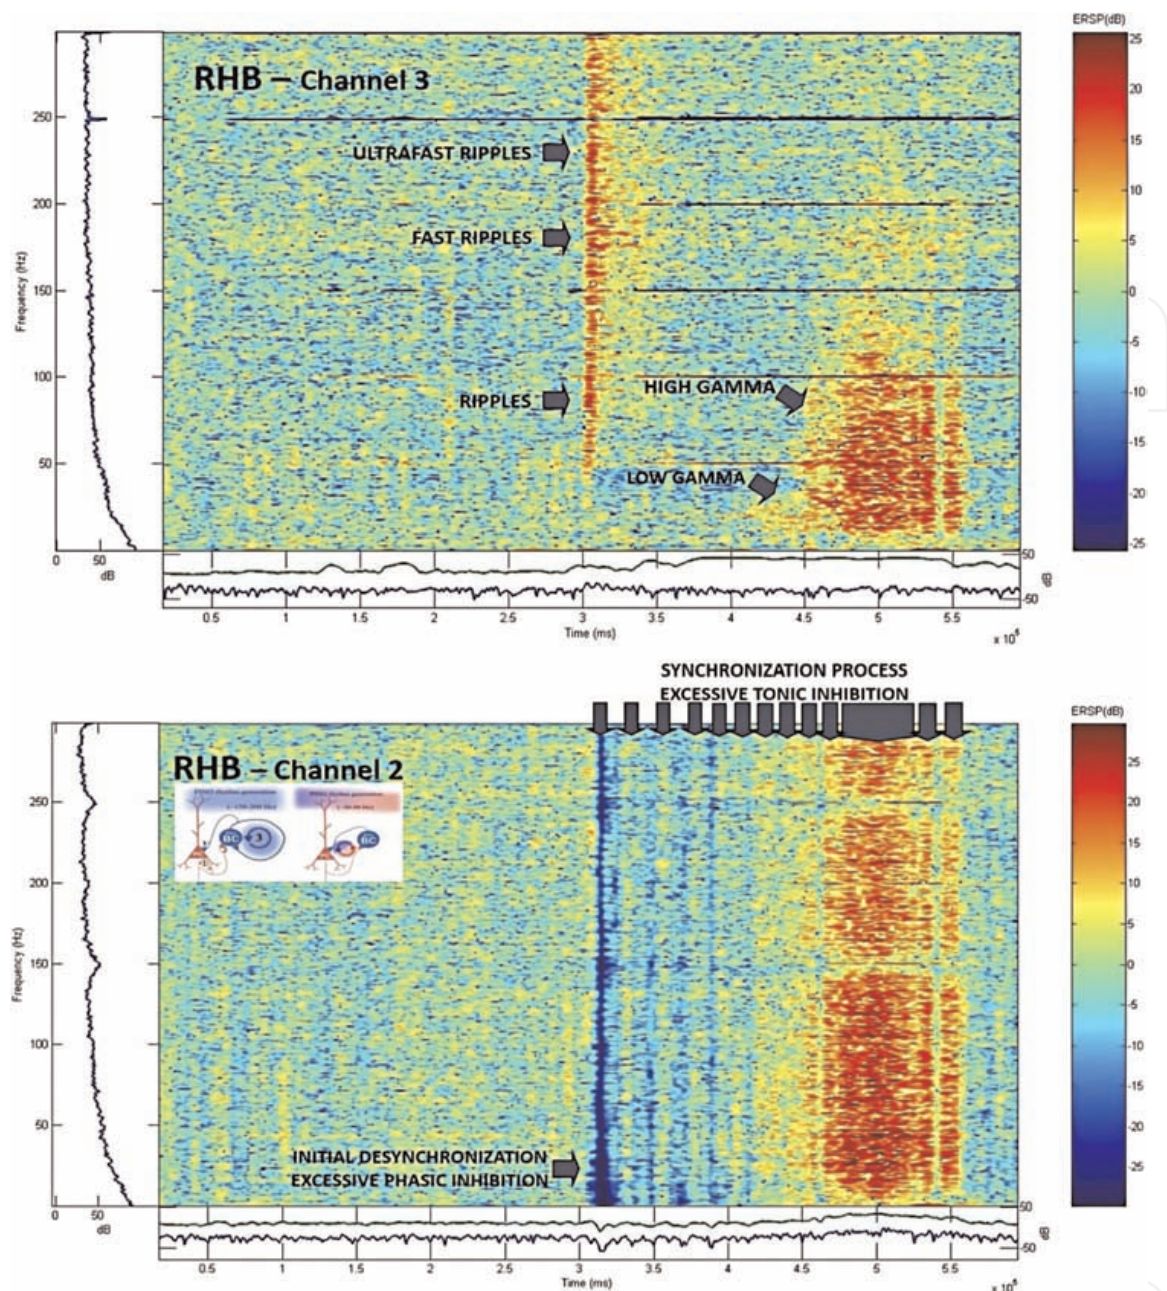 ERSP(dB)
RHB – Channel 3
25
20
15
10
5
0
-5
-10
-15
-20
-25
250
200
150
100
50
0
Frequency (Hz)
ULTRAFAST RIPPLES
FAST RIPPLES
RIPPLES
HIGH GAMMA
LOW GAMMA
0 50
dB
50
-50
dB
0.5 1 1.5 2 2.5 3 3.5 4 4.5 5 5.5
Time (ms)
x 10
SYNCHRONIZATION PROCESS
EXCESSIVE TONIC INHIBITION
ERSP(dB)
RHB – Channel 2
BC 3 BC
25
20
15
10
5
0
-5
-10
-15
-20
-25
250
200
150
100
50
Frequency (Hz)
INITIAL DESYNCHRONIZATION
EXCESSIVE PHASIC INHIBITION
0 50
dB
50
-50
dB
0.5 1 1.5 2 2.5 3 3.5 4 4.5 5 5.5
Time (ms)
x 10⁵